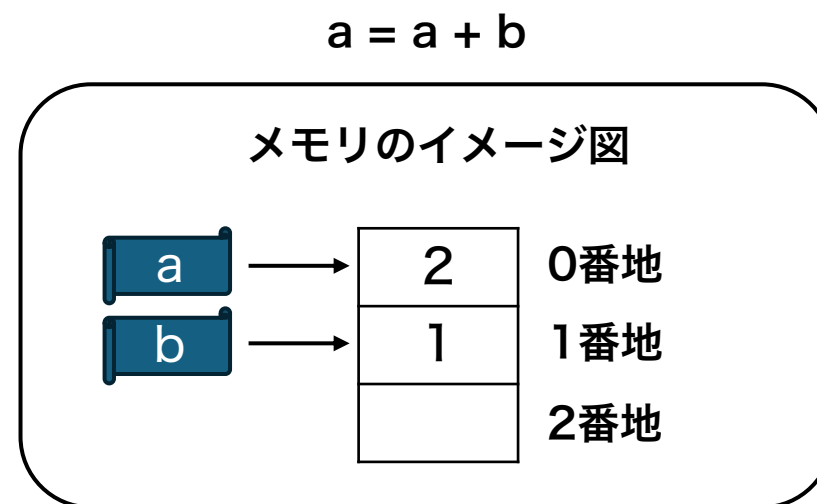 a = a + b
メモリのイメージ図
a 2 0番地
b 1 1番地
2番地